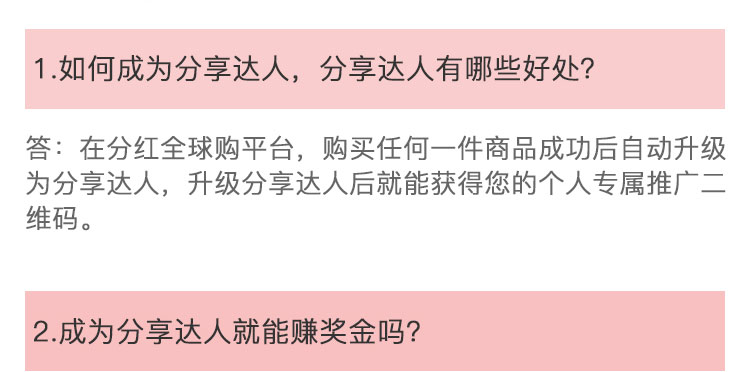 1.如何成为分享达人，分享达人有哪些好处？
答：在分红全球购平台，购买任何一件商品成功后自动升级
为分享达人，升级分享达人后就能获得您的个人专属推广二
维码。
2.成为分享达人就能赚奖金吗？